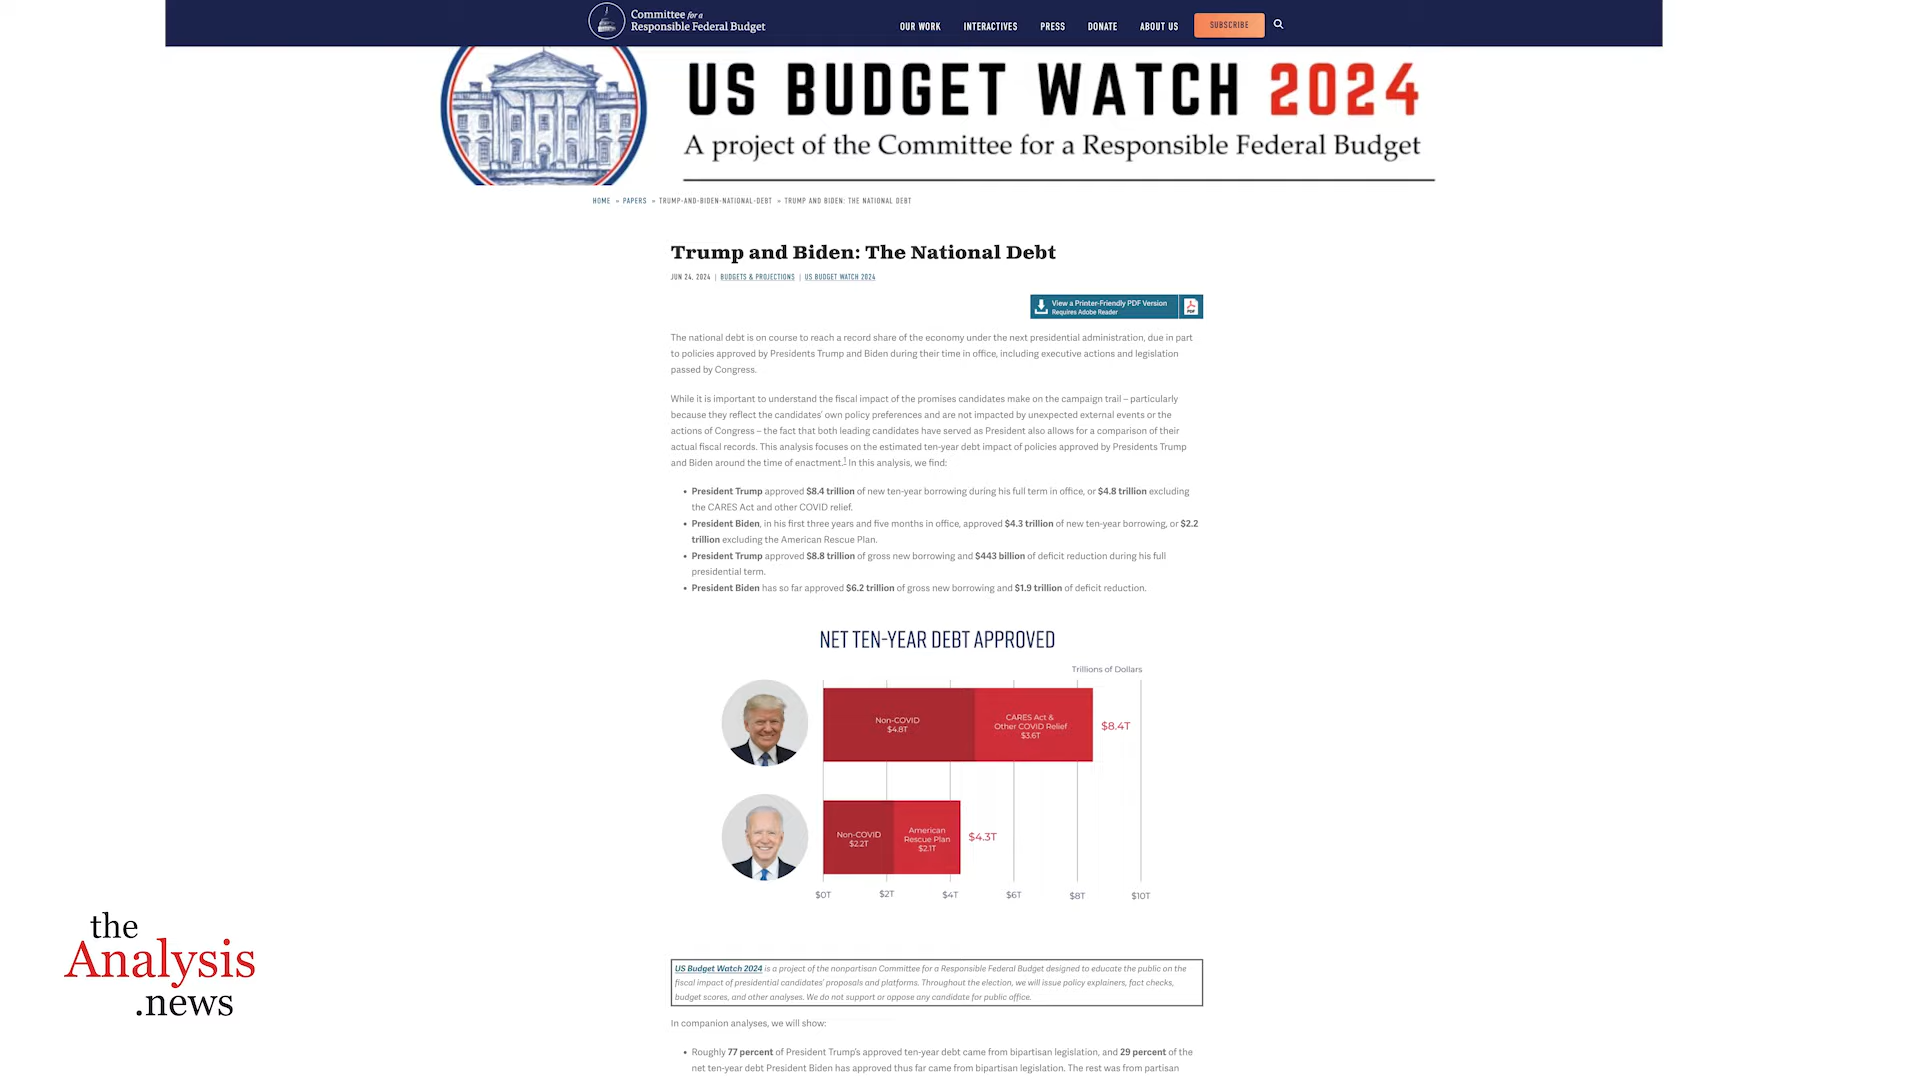 Committee for a
Responsible Federal Budget
OUR WORK
INTERACTIVES
PRESS
DONATE
ABOUT US
SUBSCRIBE
US BUDGET WATCH 2024
A project of the Committee for a Responsible Federal Budget
HOME » PAPERS » TRUMP-AND-BIDEN-NATIONAL-DEBT » TRUMP AND BIDEN: THE NATIONAL DEBT
Trump and Biden: The National Debt
JUN 24, 2024 | BUDGETS & PROJECTIONS | US BUDGET WATCH 2024
View a Printer-Friendly PDF Version
Requires Adobe Reader
PDF
The national debt is on course to reach a record share of the economy under the next presidential administration, due in part
to policies approved by Presidents Trump and Biden during their time in office, including executive actions and legislation
passed by Congress.
While it is important to understand the fiscal impact of the promises candidates make on the campaign trail – particularly
because they reflect the candidates' own policy preferences and are not impacted by unexpected external events or the
actions of Congress – the fact that both leading candidates have served as President also allows for a comparison of their
actual fiscal records. This analysis focuses on the estimated ten-year debt impact of policies approved by Presidents Trump
and Biden around the time of enactment.1 In this analysis, we find:
• President Trump approved $8.4 trillion of new ten-year borrowing during his full term in office, or $4.8 trillion excluding
the CARES Act and other COVID relief.
• President Biden, in his first three years and five months in office, approved $4.3 trillion of new ten-year borrowing, or $2.2
trillion excluding the American Rescue Plan.
• President Trump approved $8.8 trillion of gross new borrowing and $443 billion of deficit reduction during his full
presidential term.
• President Biden has so far approved $6.2 trillion of gross new borrowing and $1.9 trillion of deficit reduction.
NET TEN-YEAR DEBT APPROVED
Trillions of Dollars
Non-COVID
$4.8T
CARES Act &
Other COVID Relief
$3.6T
$8.4T
Non-COVID
$2.2T
American
Rescue Plan
$2.1T
$4.3T
$0T
$2T
$4T
$6T
$8T
$10T
the
Analysis
.news
US Budget Watch 2024 is a project of the nonpartisan Committee for a Responsible Federal Budget designed to educate the public on the
fiscal impact of presidential candidates' proposals and platforms. Throughout the election, we will issue policy explainers, fact checks,
budget scores, and other analyses. We do not support or oppose any candidate for public office.
In companion analyses, we will show:
• Roughly 77 percent of President Trump's approved ten-year debt came from bipartisan legislation, and 29 percent of the
net ten-year debt President Biden has approved thus far came from bipartisan legislation. The rest was from partisan